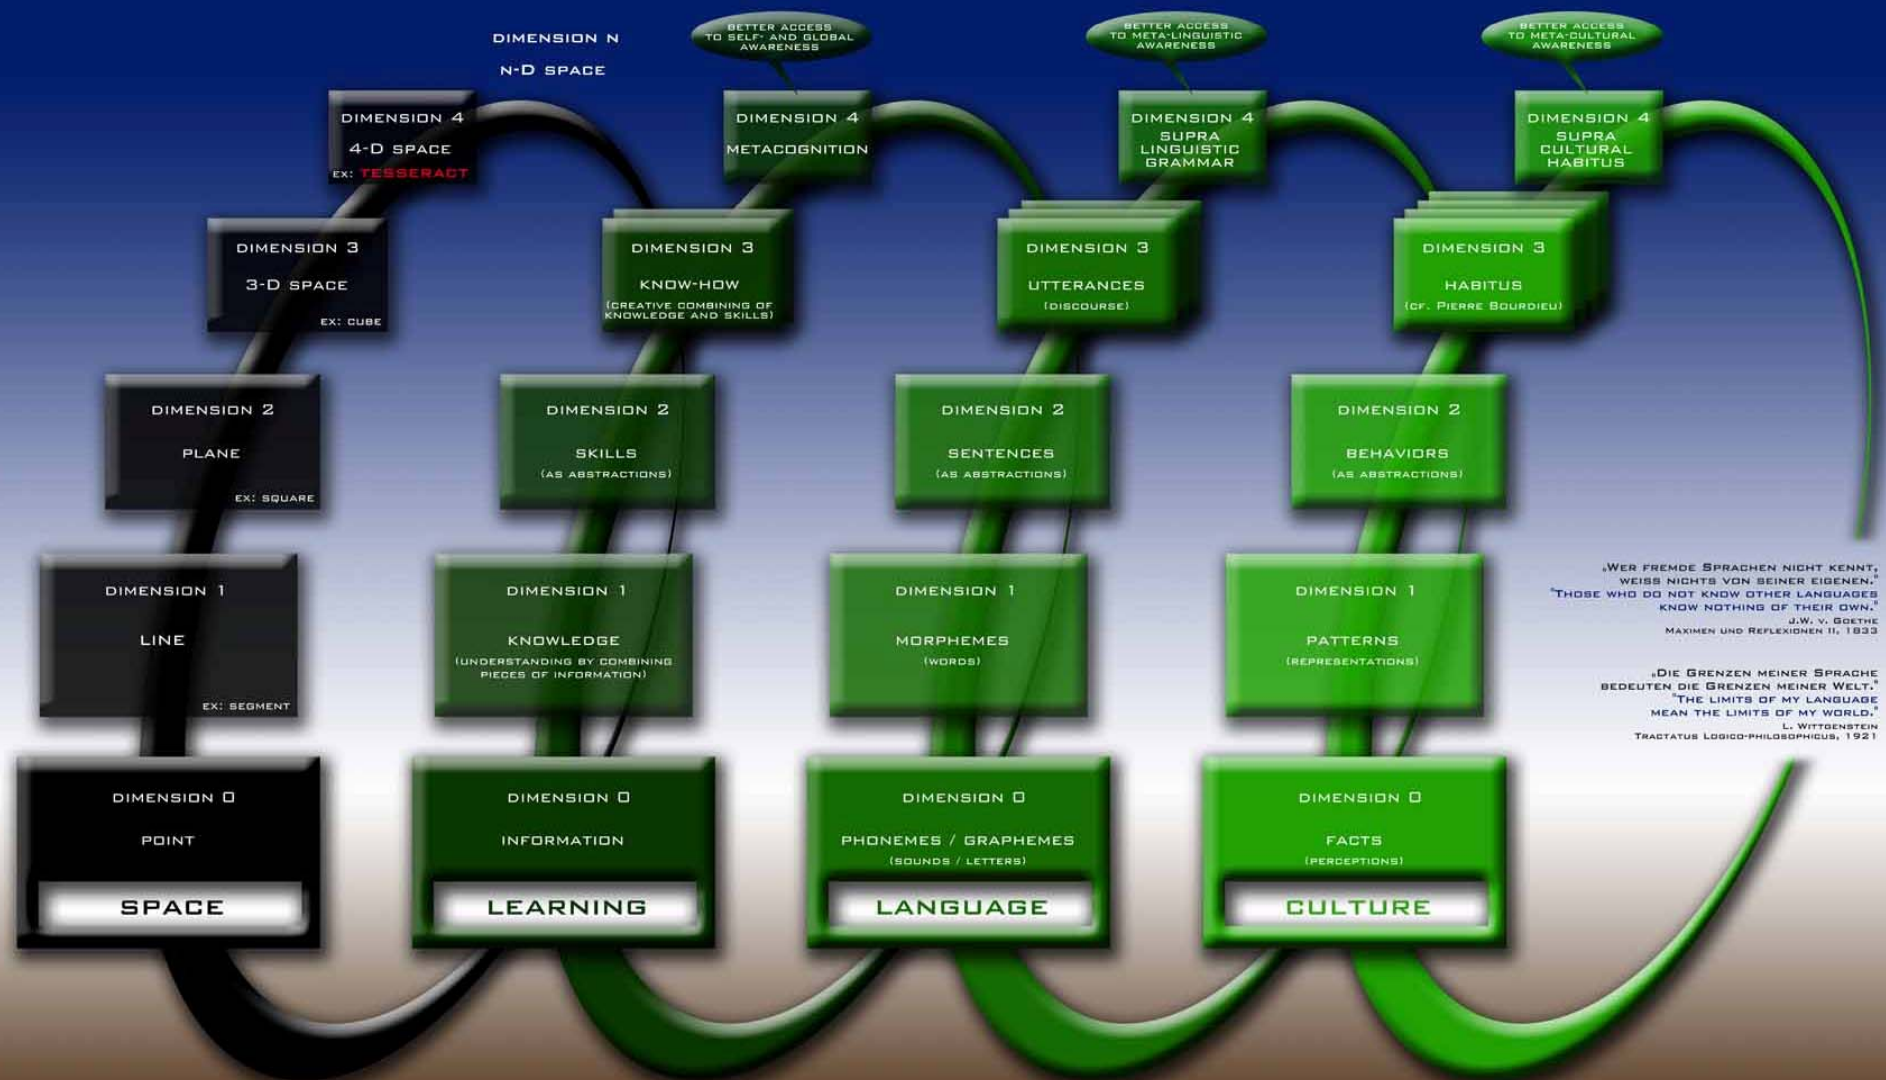 DIMENSION N
N-D SPACE
DIMENSION 4
4-D SPACE
EX: TESSERACT
DIMENSION 3
3-D SPACE
EX: CUBE
DIMENSION 2
PLANE
EX: SQUARE
DIMENSION 1
LINE
EX: SEGMENT
DIMENSION 0
POINT
SPACE
BETTER ACCESS
TO SELF- AND GLOBAL
AWARENESS
DIMENSION 4
METACOGNITION
DIMENSION 3
KNOW-HOW
(CREATIVE COMBINING OF
KNOWLEDGE AND SKILLS)
DIMENSION 2
SKILLS
(AS ABSTRACTIONS)
DIMENSION 1
KNOWLEDGE
(UNDERSTANDING BY COMBINING
PIECES OF INFORMATION)
DIMENSION 0
INFORMATION
LEARNING
BETTER ACCESS
TO META-LINGUISTIC
AWARENESS
DIMENSION 4
SUPRA
LINGUISTIC
GRAMMAR
DIMENSION 3
UTTERANCES
(DISCOURSE)
DIMENSION 2
SENTENCES
(AS ABSTRACTIONS)
DIMENSION 1
MORPHEMES
(WORDS)
DIMENSION 0
PHONEMES / GRAPHEMES
(SOUNDS / LETTERS)
LANGUAGE
BETTER ACCESS
TO META-CULTURAL
AWARENESS
DIMENSION 4
SUPRA
CULTURAL
HABITUS
DIMENSION 3
HABITUS
(CF. PIERRE BOURDIEU)
DIMENSION 2
BEHAVIORS
(AS ABSTRACTIONS)
DIMENSION 1
PATTERNS
(REPRESENTATIONS)
DIMENSION 0
FACTS
(PERCEPTIONS)
CULTURE
„WER FREMDE SPRACHEN NICHT KENNT,
WEISS NICHTS VON SEINER EIGENEN."
"THOSE WHO DO NOT KNOW OTHER LANGUAGES
KNOW NOTHING OF THEIR OWN."
J.W. V. GOETHE
MAXIMEN UND REFLEXIONEN II, 1833
„DIE GRENZEN MEINER SPRACHE
BEDEUTEN DIE GRENZEN MEINER WELT."
"THE LIMITS OF MY LANGUAGE
MEAN THE LIMITS OF MY WORLD."
L. WITTGENSTEIN
TRACTATUS LOGICO-PHILOSOPHICUS, 1921